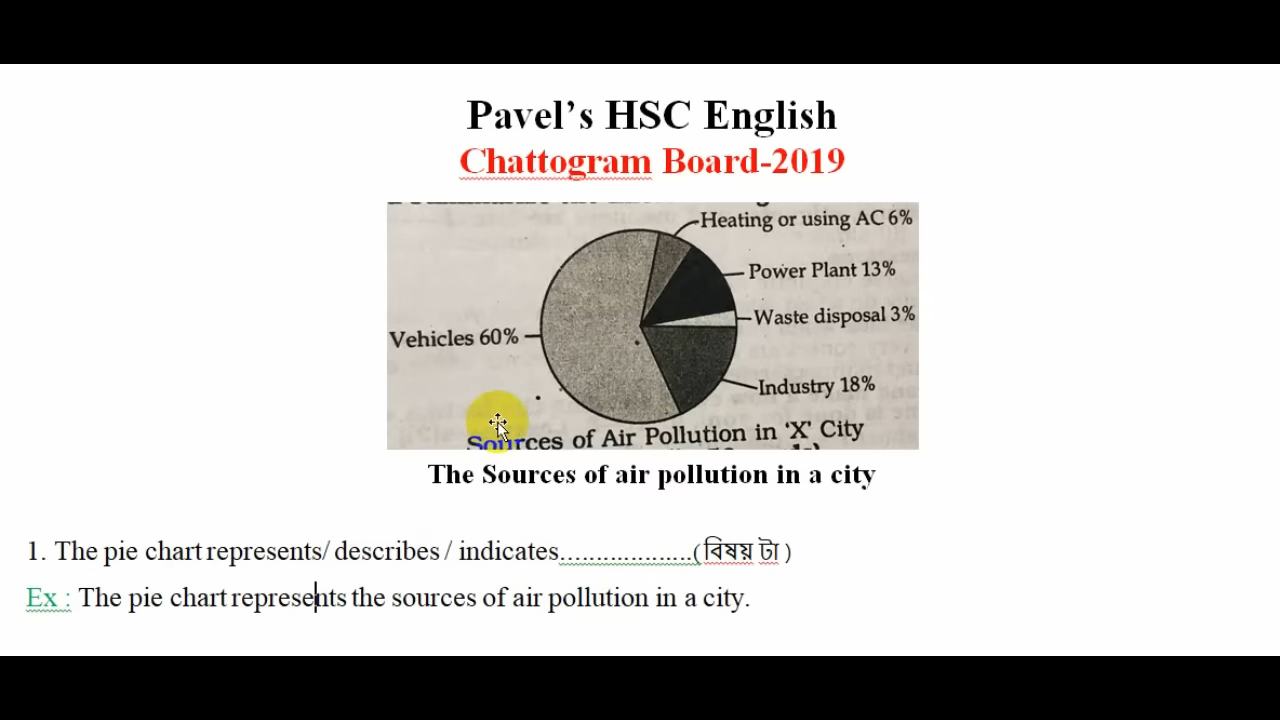 Pavel’s HSC English
Chattogram Board-2019
Heating or using AC 6%
Power Plant 13%
Waste disposal 3%
Vehicles 60%
Industry 18%
Sources of Air Pollution in ‘X’ City
The Sources of air pollution in a city
1. The pie chart represents/ describes / indicates..................(বিষয় টা )
Ex : The pie chart represents the sources of air pollution in a city.